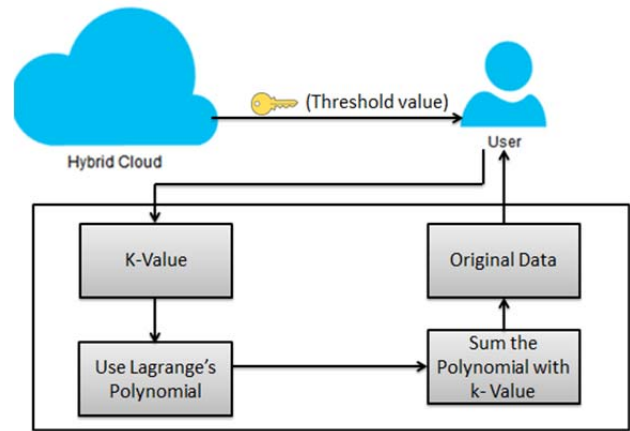 (Threshold value)
Hybrid Cloud
User
K-Value
Original Data
Use Lagrange's
Polynomial
Sum the
Polynomial with
k- Value